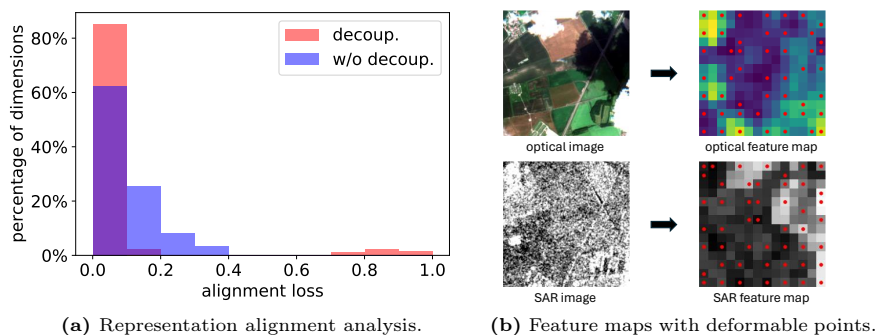 percentage of dimensions
80%
60%
40%
20%
0%
decoup.
w/o decoup.
0.0 0.2 0.4 0.6 0.8 1.0
alignment loss
(a) Representation alignment analysis.
optical image
optical feature map
SAR image
SAR feature map
(b) Feature maps with deformable points.